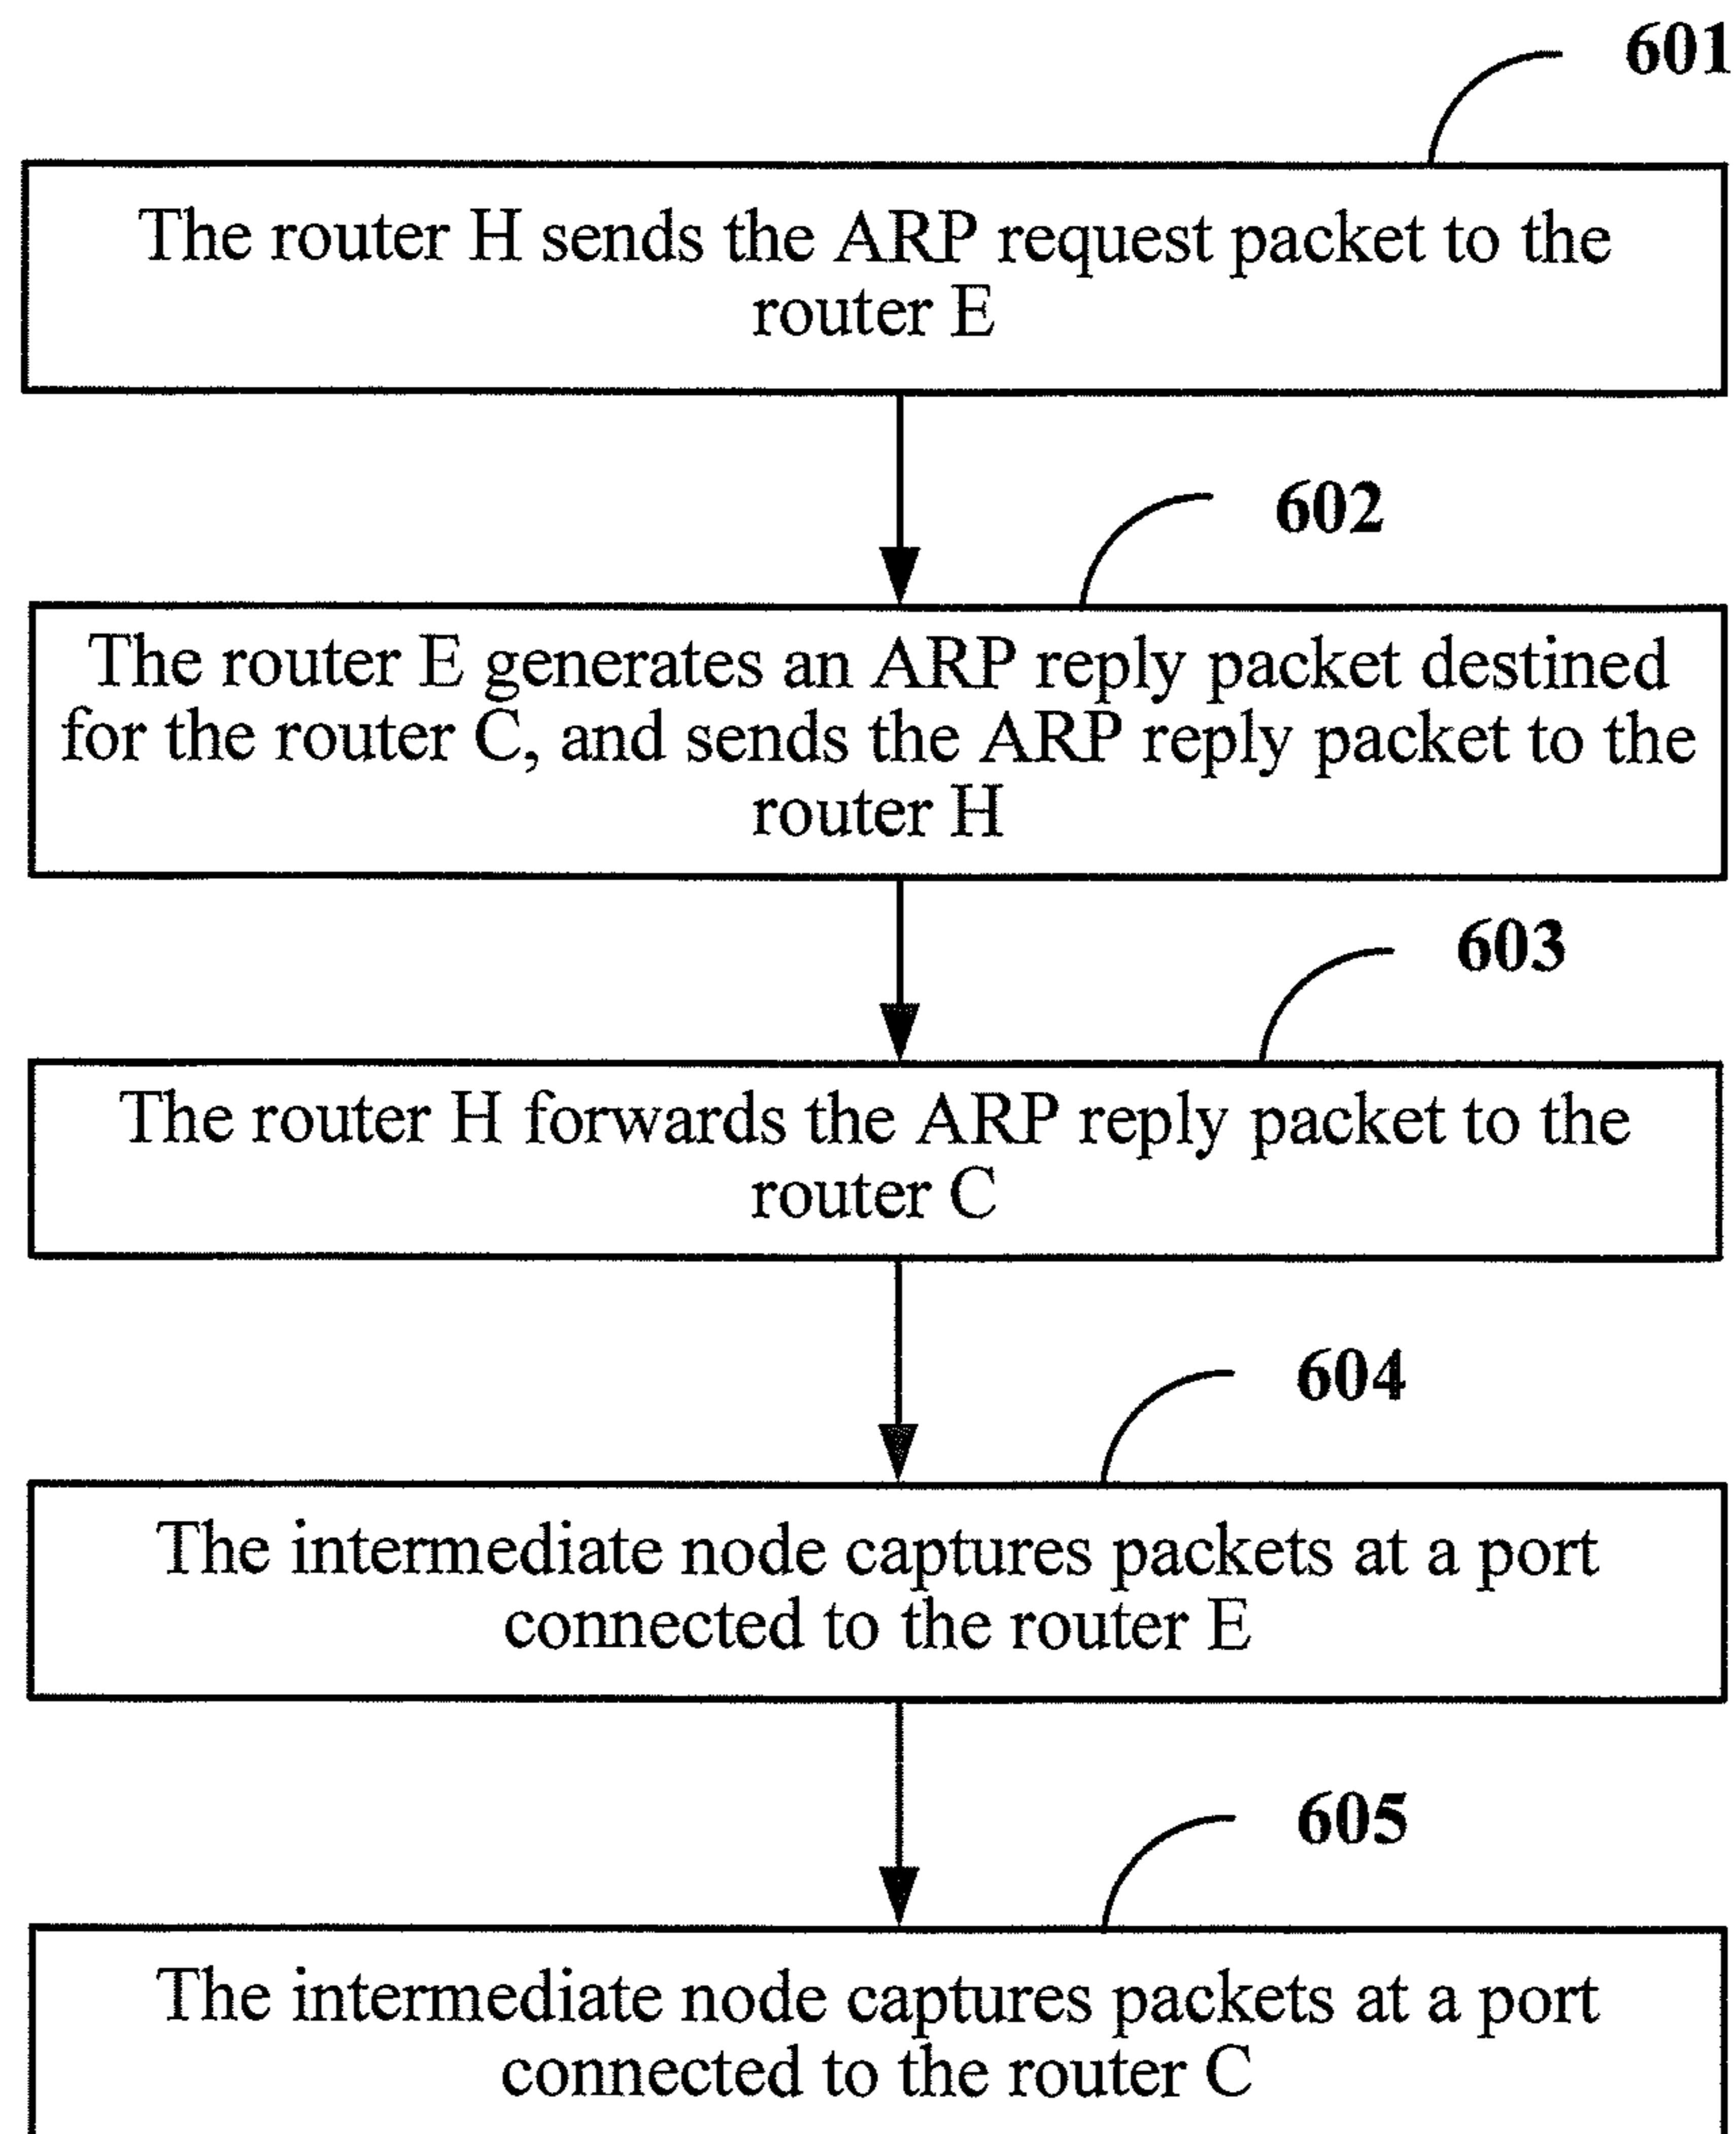 601
The router H sends the ARP request packet to the
router E
602
The router E generates an ARP reply packet destined
for the router C, and sends the ARP reply packet to the
router H
603
The router H forwards the ARP reply packet to the
router C
604
The intermediate node captures packets at a port
connected to the router E
605
The intermediate node captures packets at a port
connected to the router C